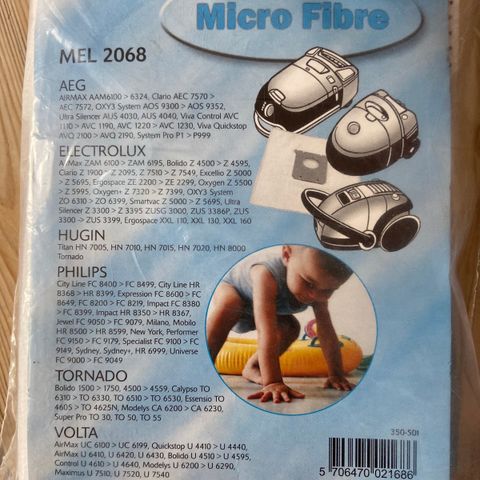 Micro Fibre
MEL 2068
AEG
AIRMAX AAM6100 > 6324, Clario AEC 7570 >
AEC 7572, OXY3 System AOS 9300 > AOS 9352,
Ultra Silencer AUS 4030, AUS 4040, Viva Control AVC
1110 > AVC 1190, AVC 1220 > AVC 1230, Viva Quickstop
AVQ 2100 > AVQ 2190, System Pro P1 > P999
ELECTROLUX
AirMax ZAM 6100 > ZAM 6195, Bolido Z 4500 > Z 4595,
Clario Z 1900 > Z 2095, Z 7510 > Z 7549, Excellio Z 5000
> Z 5695, Ergospace ZE 2200 > ZE 2299, Oxygen Z 5500
> Z 5995, Oxygen+ Z 7320 > Z 7399, OXY3 System
ZO 6310 > ZO 6399, Smartvac Z 5000 > Z 5695, Ultra
Silencer Z 3300 > Z 3395, ZUSG 3000, ZUS 3386P, ZUS
3300 > ZUS 3399, Ergospace XXL 110, XXL 130, XXL 160
HUGIN
Titan HN 7005, HN 7010, HN 7015, HN 7020, HN 8000
Tornado
PHILIPS
City Line FC 8400 > FC 8499, City Line HR
8368 > HR 8399, Expression FC 8600 > FC
8649, FC 8200 > FC 8219, Impact FC 8380
> FC 8399, Impact HR 8350 > HR 8367,
Jewel FC 9050 > FC 9079, Milano, Mobilo
HR 8500 > HR 8599, New York, Performer
FC 9150 > FC 9179, Specialist FC 9100 > FC
9149, Sydney, Sydney+, HR 6999, Universe
FC 9000 > FC 9049
TORNADO
Bolido 1500 > 1750, 4500 > 4559, Calypso TO
6310 > TO 6330, TO 6510 > TO 6530, Essensio TO
4605 > TO 4625N, Modelys CA 6200 > CA 6230,
Super Pro TO 30, TO 50, TO 55
VOLTA
AirMax UC 6100 > UC 6199, Quickstop U 4410 > U 4440,
AirMax U 6410, U 6420, U 6430, Bolido U 4510 > U 4595,
Control U 4610 > U 4640, Modelys U 6200 > U 6290,
Maximus U 7510, U 7520, U 7540
350-501
5 706470 021686